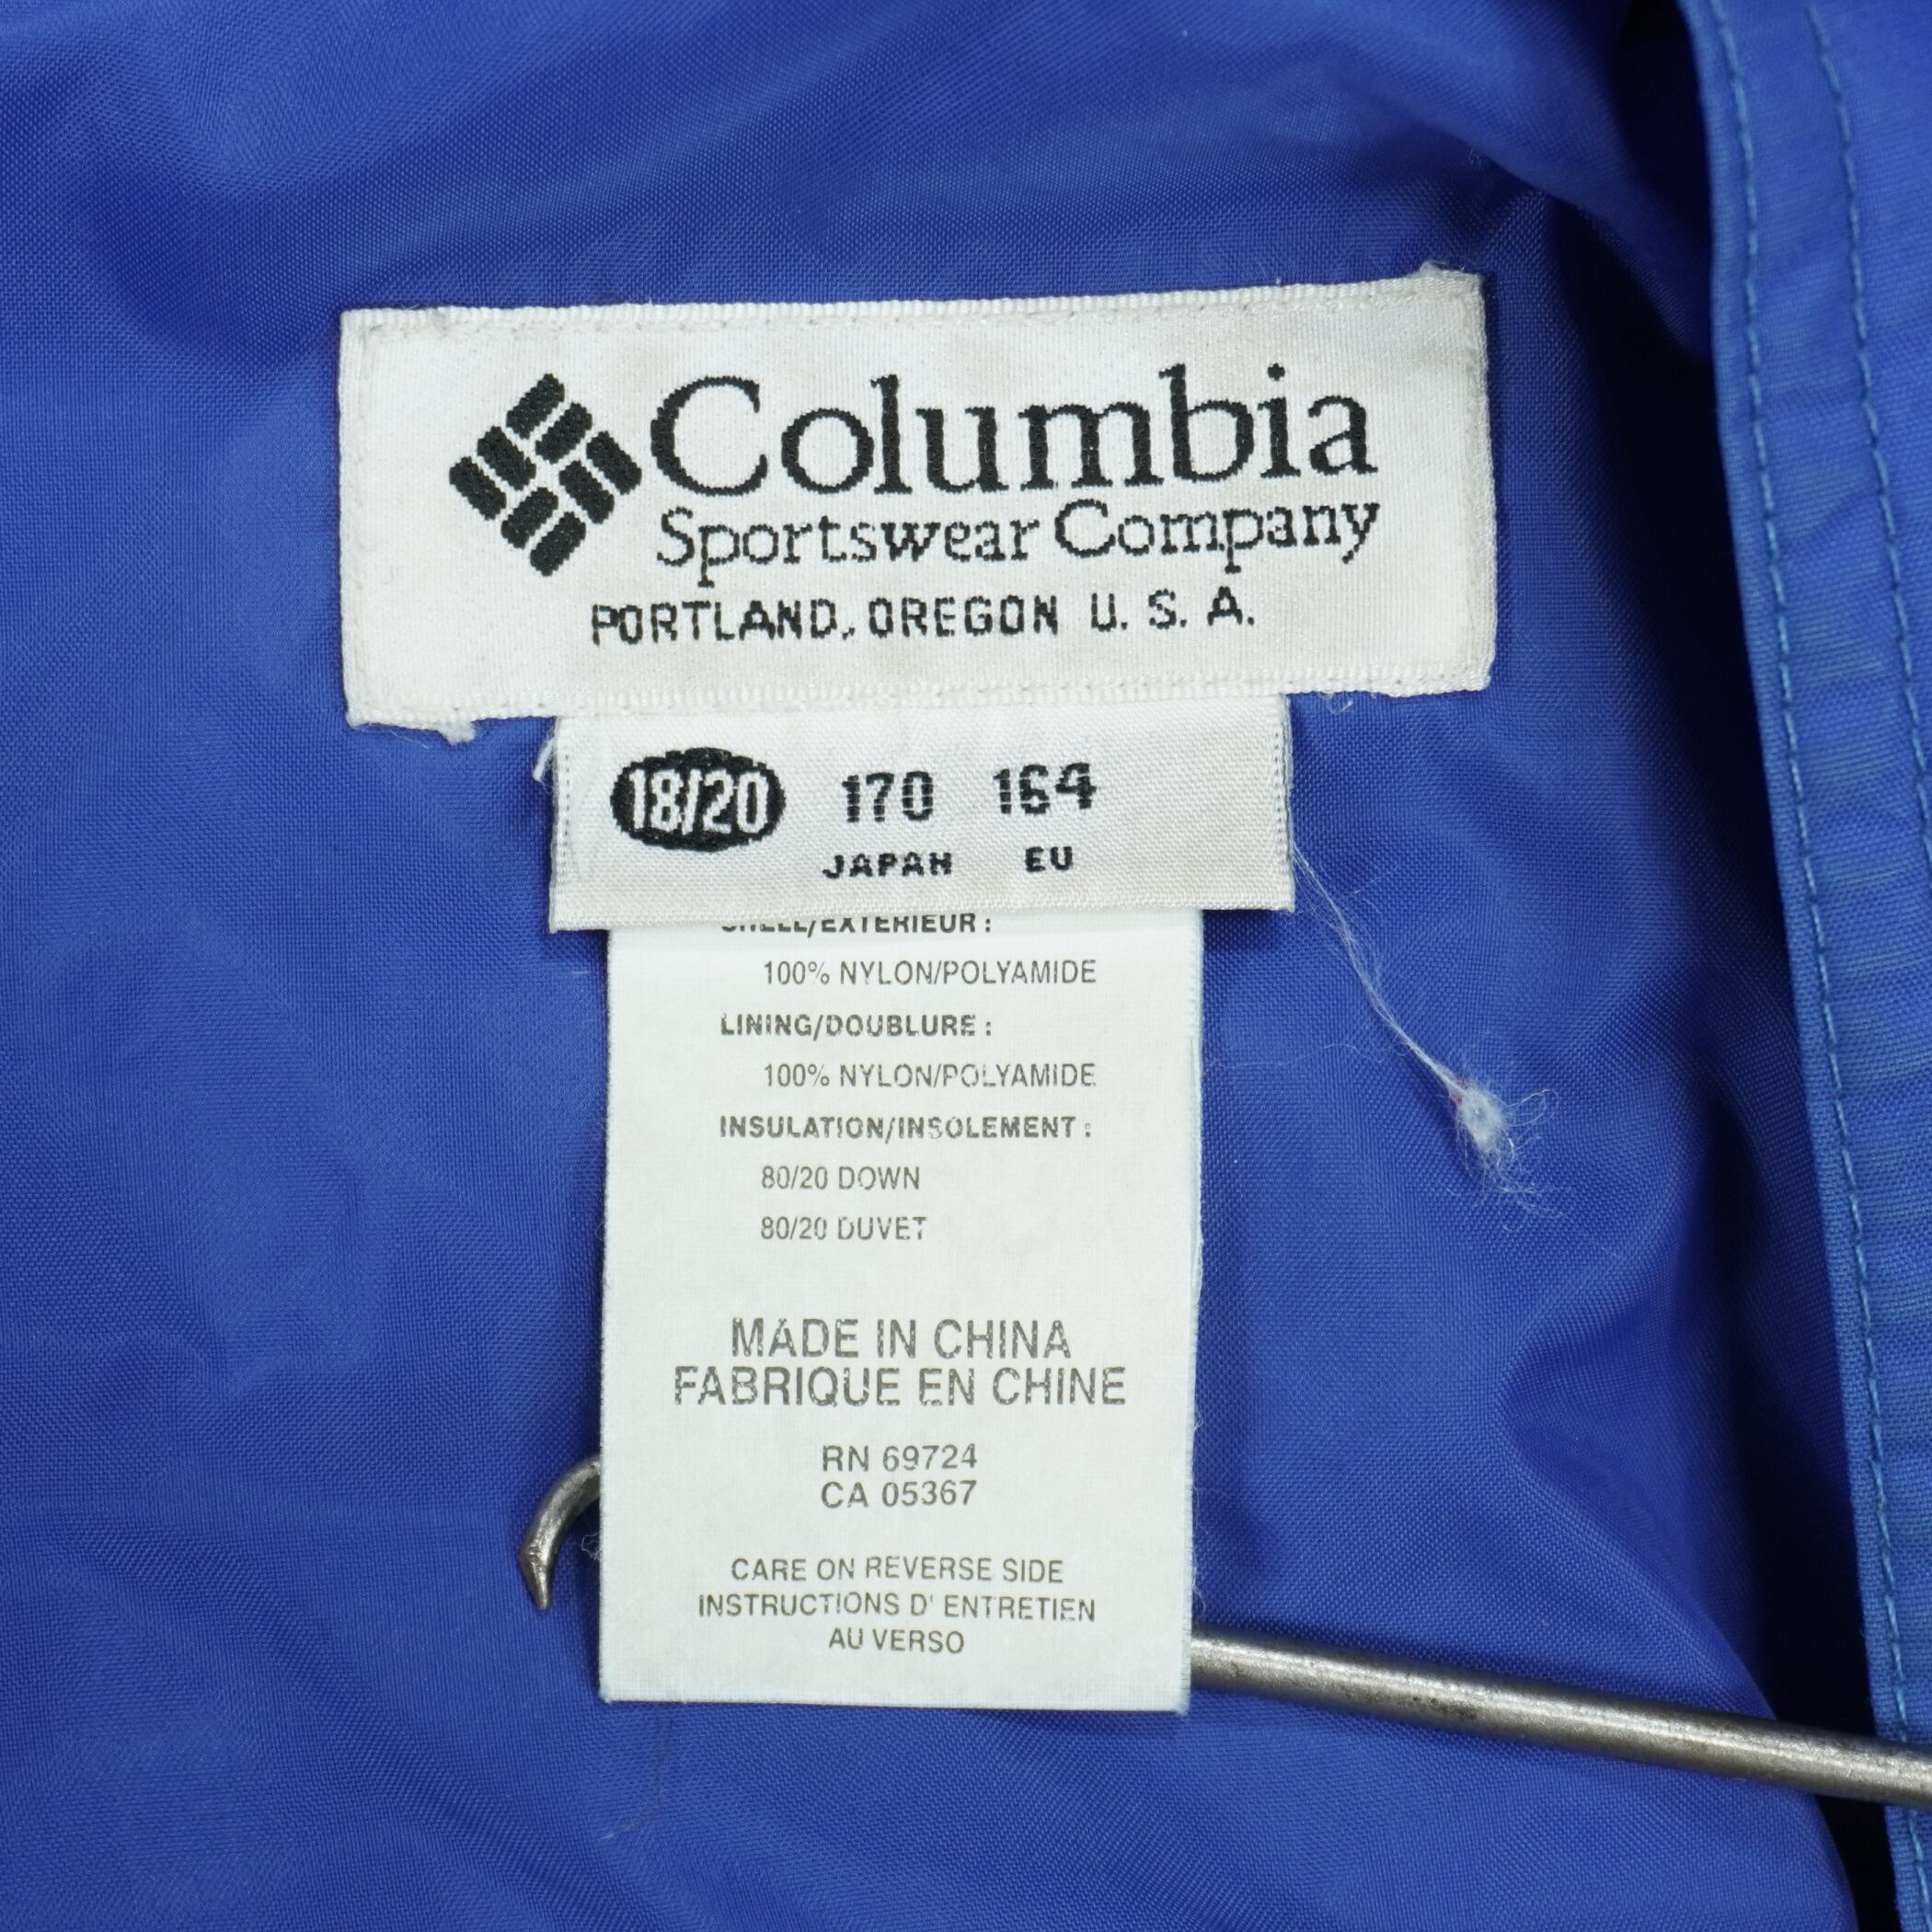 Columbia
Sportswear Company
PORTLAND, OREGON U. S. A.
18/20 170 164
JAPAN EU
SHELL/EXTERIEUR :
100% NYLON/POLYAMIDE
LINING/DOUBLURE :
100% NYLON/POLYAMIDE
INSULATION/INSOLEMENT :
80/20 DOWN
80/20 DUVET
MADE IN CHINA
FABRIQUE EN CHINE
RN 69724
CA 05367
CARE ON REVERSE SIDE
INSTRUCTIONS D' ENTRETIEN
AU VERSO